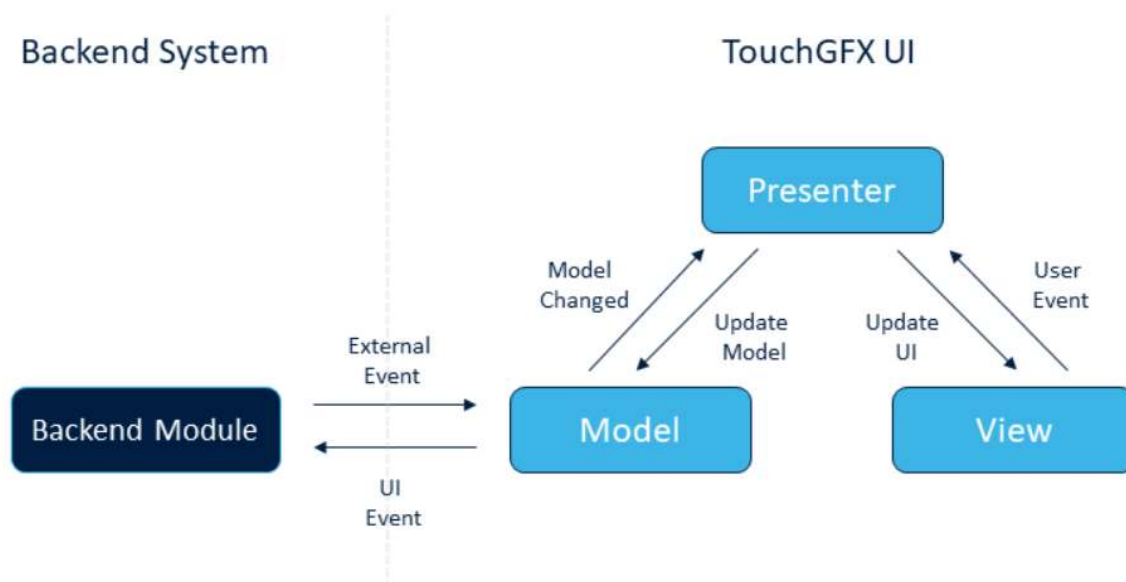 Backend System
TouchGFX UI
Presenter
Model
Changed
User
Event
Update
Model
Update
UI
External
Event
Backend Module
Model
View
UI
Event